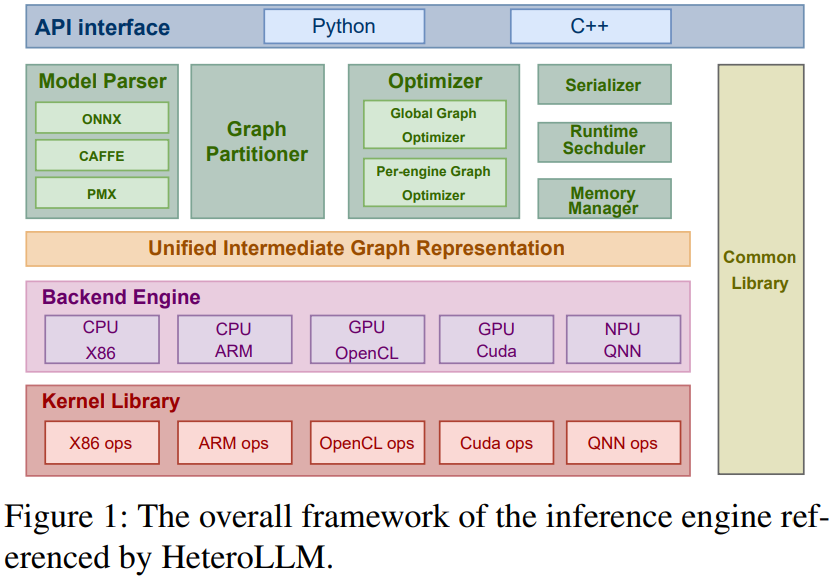 API interface
Python
C++
Model Parser
ONNX
CAFFE
PMX
Graph
Partitioner
Optimizer
Global Graph
Optimizer
Per-engine Graph
Optimizer
Serializer
Runtime
Sechduler
Memory
Manager
Common
Library
Unified Intermediate Graph Representation
Backend Engine
CPU
X86
CPU
ARM
GPU
OpenCL
GPU
Cuda
NPU
QNN
Kernel Library
X86 ops
ARM ops
OpenCL ops
Cuda ops
QNN ops
Figure 1: The overall framework of the inference engine ref-
erenced by HeteroLLM.